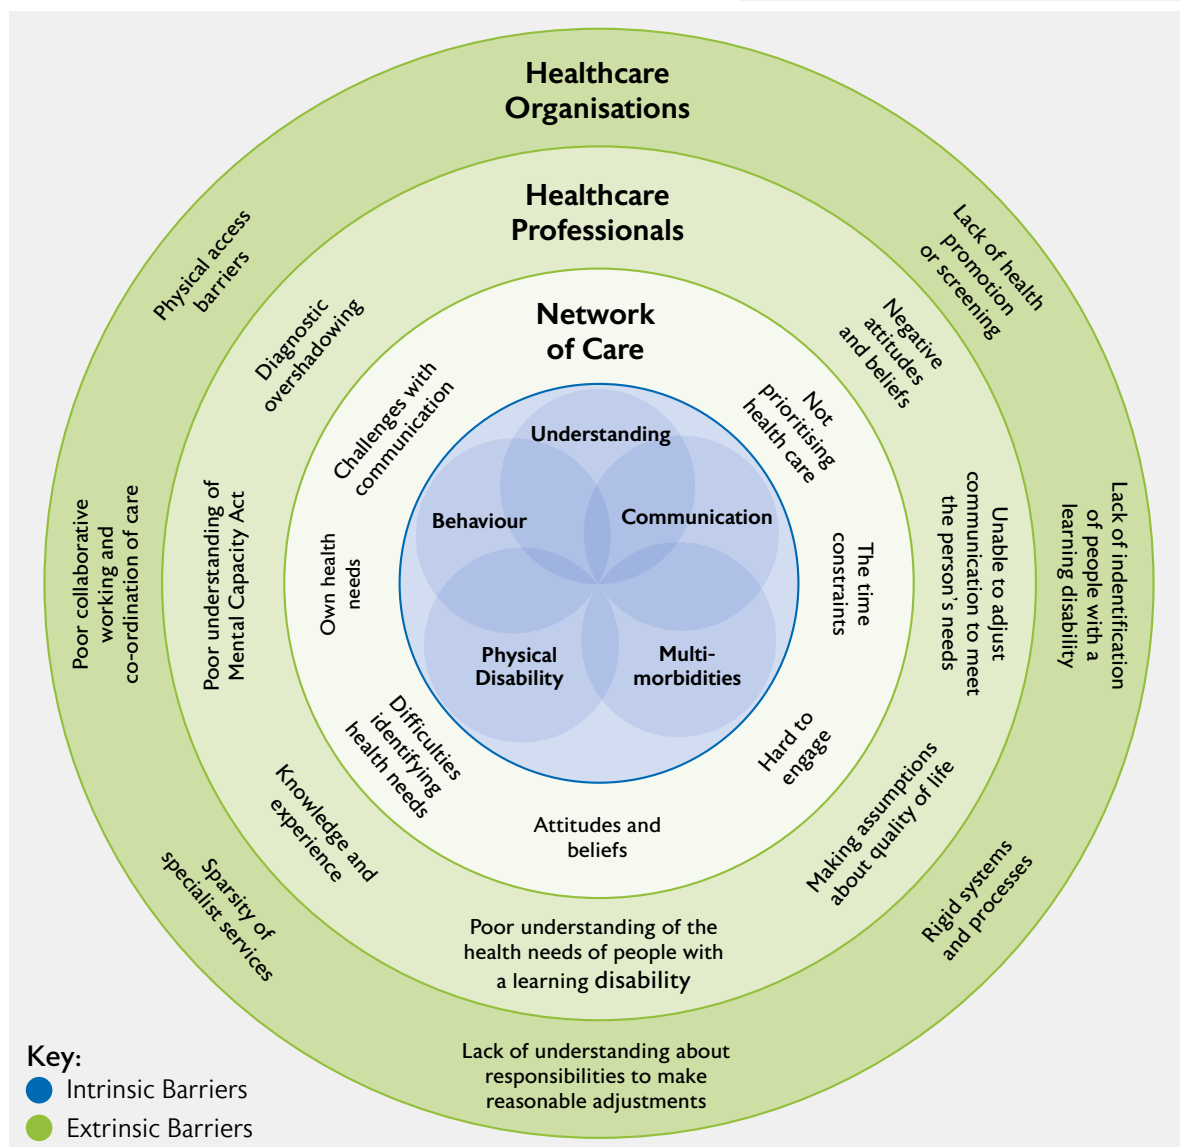 Healthcare
Organisations
Physical access
barriers
Lack of health
promotion
or screening
Poor collaborative
working and
co-ordination of care
Lack of indentification
of people with a
learning disability
Sparsity of
specialist services
Rigid systems
and processes
Lack of understanding about
responsibilities to make
reasonable adjustments
Healthcare
Professionals
Diagnostic
overshadowing
Negative
attitudes
and beliefs
Poor understanding of
Mental Capacity Act
Unable to adjust
communication to meet
the person's needs
Knowledge and
experience
Making assumptions
about quality of life
Poor understanding of the
health needs of people with
a learning disability
Network
of Care
Challenges with
communication
Not
prioritising
health care
Own health
needs
The time
constraints
Difficulties
identifying
health needs
Hard to
engage
Attitudes and
beliefs
Understanding
Behaviour
Communication
Physical
Disability
Multi-
morbidities
Key:
Intrinsic Barriers
Extrinsic Barriers